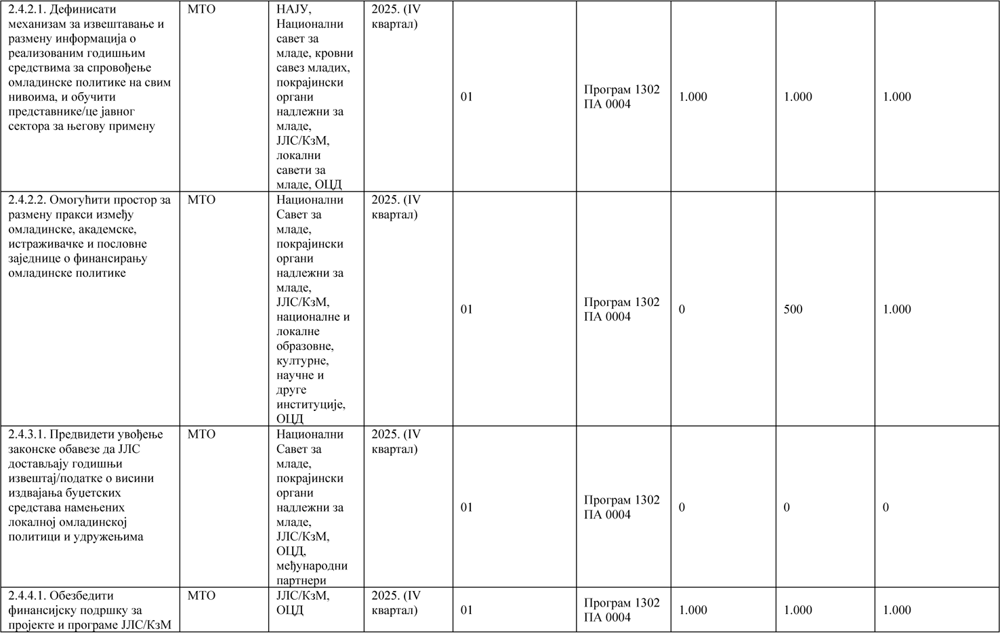 2.4.2.1. Дефинисати
механизам за извештавање и
размену информација о
реализованим годишњим
средствима за спровођење
омладинске политике на свим
нивоима, и обучити
представнике/це јавног
сектора за његову примену
МТО
НАЈУ,
Национални
савет за
младе, кровни
савез младих,
покрајински
органи
надлежни за
младе,
ЈЛС/КзМ,
локални
савети за
младе, ОЦД
2025. (IV
квартал)
01
Програм 1302
ПА 0004
1.000
1.000
1.000
2.4.2.2. Омогућити простор за
размену пракси између
омладинске, академске,
истраживачке и пословне
заједнице о финансирању
омладинске политике
МТО
Национални
Савет за
младе,
покрајински
органи
надлежни за
младе,
ЈЛС/КзМ,
националне и
локалне
образовне,
културне,
научне и
друге
институције,
ОЦД
2025. (IV
квартал)
01
Програм 1302
ПА 0004
0
500
1.000
2.4.3.1. Предвидети увођење
законске обавезе да ЈЛС
достављају годишњи
извештај/податке о висини
издвајања буџетских
средстава намењених
локалној омладинској
политици и удружењима
МТО
Национални
Савет за
младе,
покрајински
органи
надлежни за
младе,
ЈЛС/КзМ,
ОЦД,
међународни
партнери
2025. (IV
квартал)
01
Програм 1302
ПА 0004
0
0
0
2.4.4.1. Обезбедити
финансијску подршку за
пројекте и програме ЈЛС/КзМ
МТО
ЈЛС/КзМ,
ОЦД
2025. (IV
квартал)
01
Програм 1302
ПА 0004
1.000
1.000
1.000